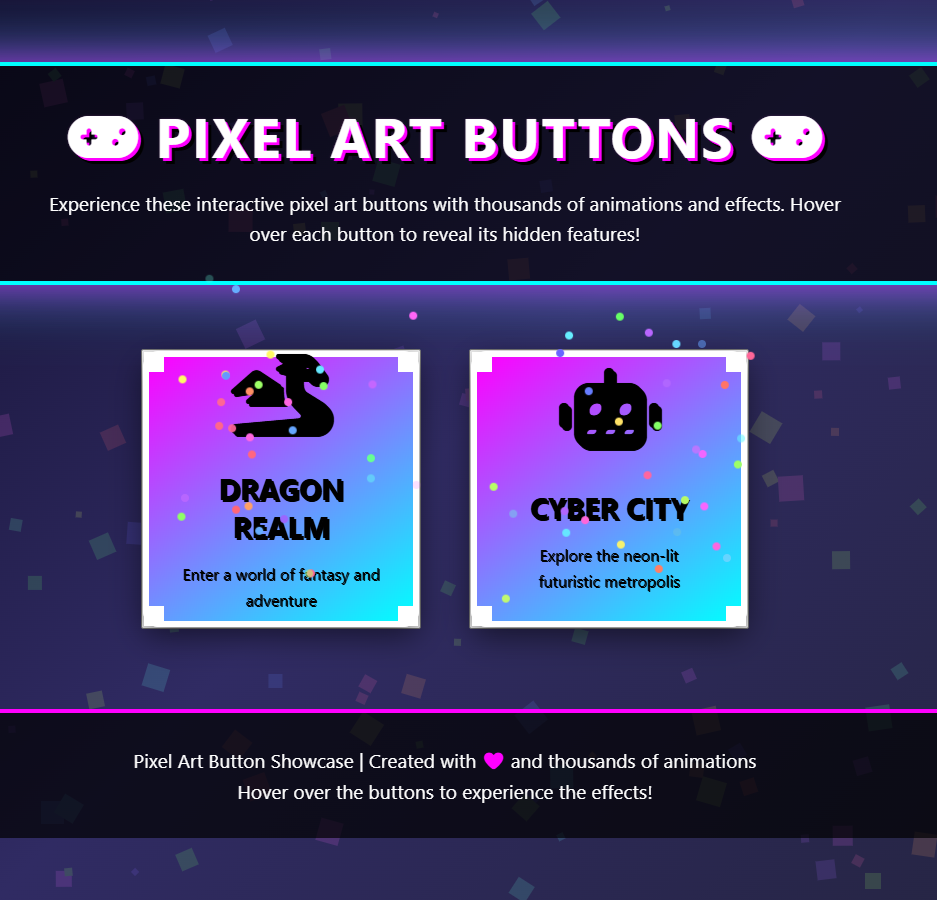 PIXEL ART BUTTONS
Experience these interactive pixel art buttons with thousands of animations and effects. Hover
over each button to reveal its hidden features!
DRAGON
REALM
Enter a world of fantasy and
adventure
CYBER CITY
Explore the neon-lit
futuristic metropolis
Pixel Art Button Showcase | Created with and thousands of animations
Hover over the buttons to experience the effects!